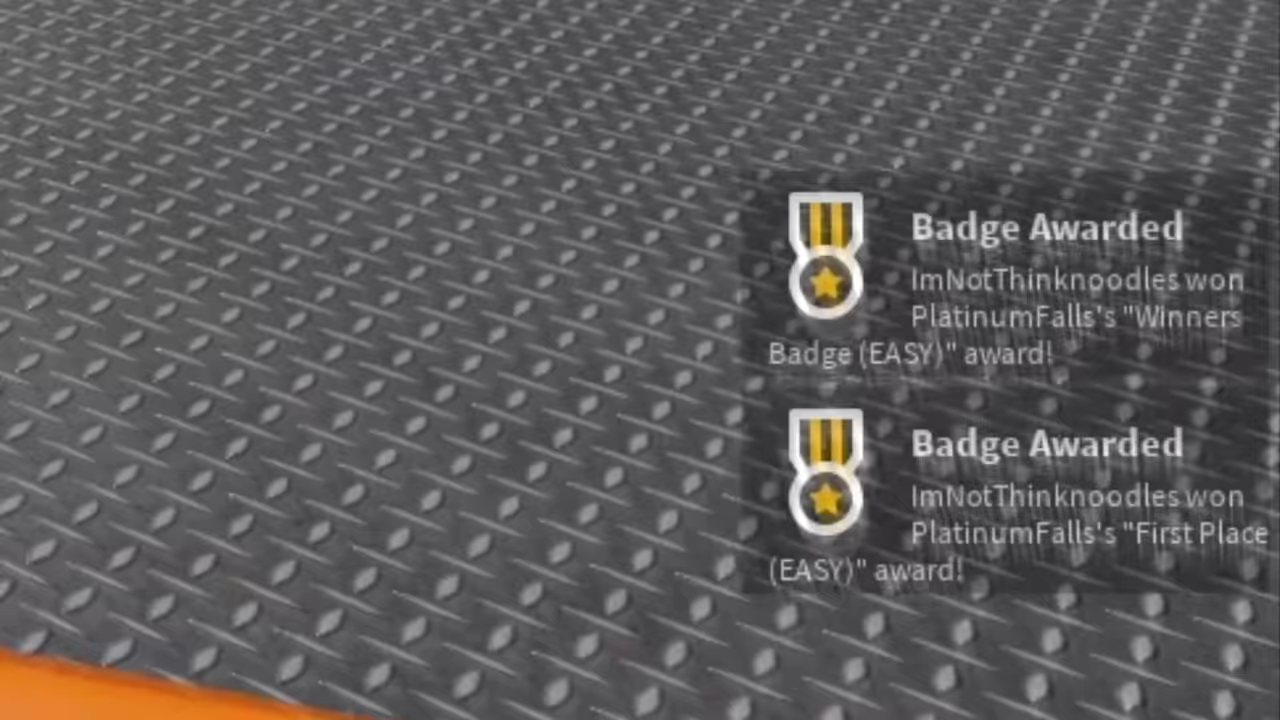 Badge Awarded
ImNotThinknoodles won
PlatinumFalls's "Winners
Badge (EASY)" award!
Badge Awarded
ImNotThinknoodles won
PlatinumFalls's "First Place
(EASY)" award!